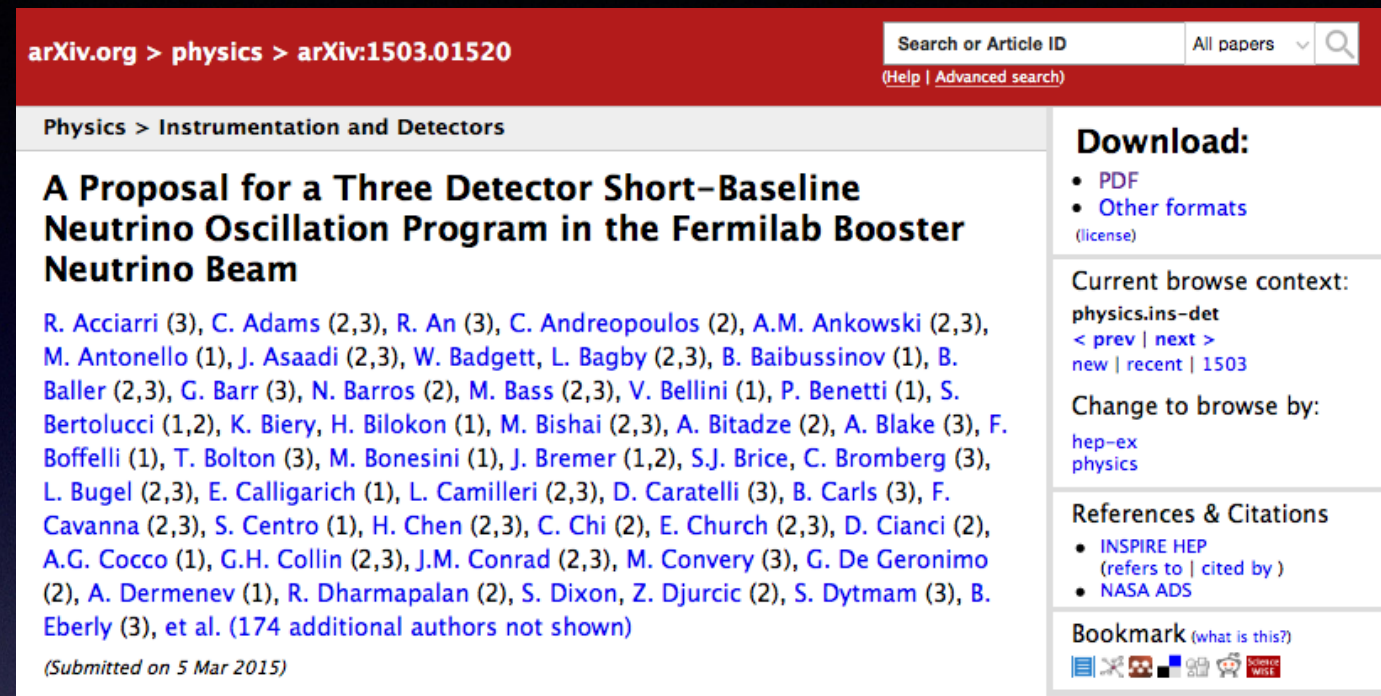 arXiv.org > physics > arXiv:1503.01520
Search or Article ID
All papers
(Help | Advanced search)
Physics > Instrumentation and Detectors
A Proposal for a Three Detector Short-Baseline
Neutrino Oscillation Program in the Fermilab Booster
Neutrino Beam
R. Acciarri (3), C. Adams (2,3), R. An (3), C. Andreopoulos (2), A.M. Ankowski (2,3),
M. Antonello (1), J. Asaadi (2,3), W. Badgett, L. Bagby (2,3), B. Baibussinov (1), B.
Baller (2,3), G. Barr (3), N. Barros (2), M. Bass (2,3), V. Bellini (1), P. Benetti (1), S.
Bertolucci (1,2), K. Biery, H. Bilokon (1), M. Bishai (2,3), A. Bitadze (2), A. Blake (3), F.
Boffelli (1), T. Bolton (3), M. Bonesini (1), J. Bremer (1,2), S.J. Brice, C. Bromberg (3),
L. Bugel (2,3), E. Calligarich (1), L. Camilleri (2,3), D. Caratelli (3), B. Carls (3), F.
Cavanna (2,3), S. Centro (1), H. Chen (2,3), C. Chi (2), E. Church (2,3), D. Cianci (2),
A.G. Cocco (1), G.H. Collin (2,3), J.M. Conrad (2,3), M. Convery (3), G. De Geronimo
(2), A. Dermenev (1), R. Dharmapalan (2), S. Dixon, Z. Djurcic (2), S. Dytmam (3), B.
Eberly (3), et al. (174 additional authors not shown)
(Submitted on 5 Mar 2015)
Download:
• PDF
• Other formats
(license)
Current browse context:
physics.ins-det
< prev | next >
new | recent | 1503
Change to browse by:
hep-ex
physics
References & Citations
• INSPIRE HEP
(refers to | cited by )
• NASA ADS
Bookmark (what is this?)
Science
WISE